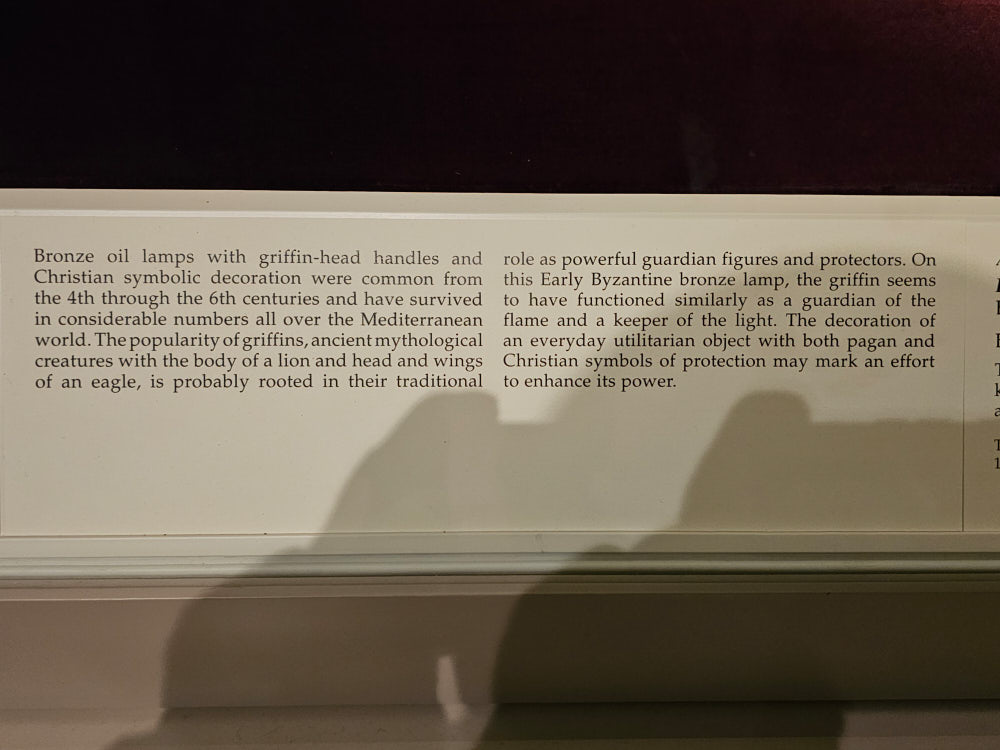 Bronze oil lamps with griffin-head handles and
Christian symbolic decoration were common from
the 4th through the 6th centuries and have survived
in considerable numbers all over the Mediterranean
world. The popularity of griffins, ancient mythological
creatures with the body of a lion and head and wings
of an eagle, is probably rooted in their traditional
role as powerful guardian figures and protectors. On
this Early Byzantine bronze lamp, the griffin seems
to have functioned similarly as a guardian of the
flame and a keeper of the light. The decoration of
an everyday utilitarian object with both pagan and
Christian symbols of protection may mark an effort
to enhance its power.